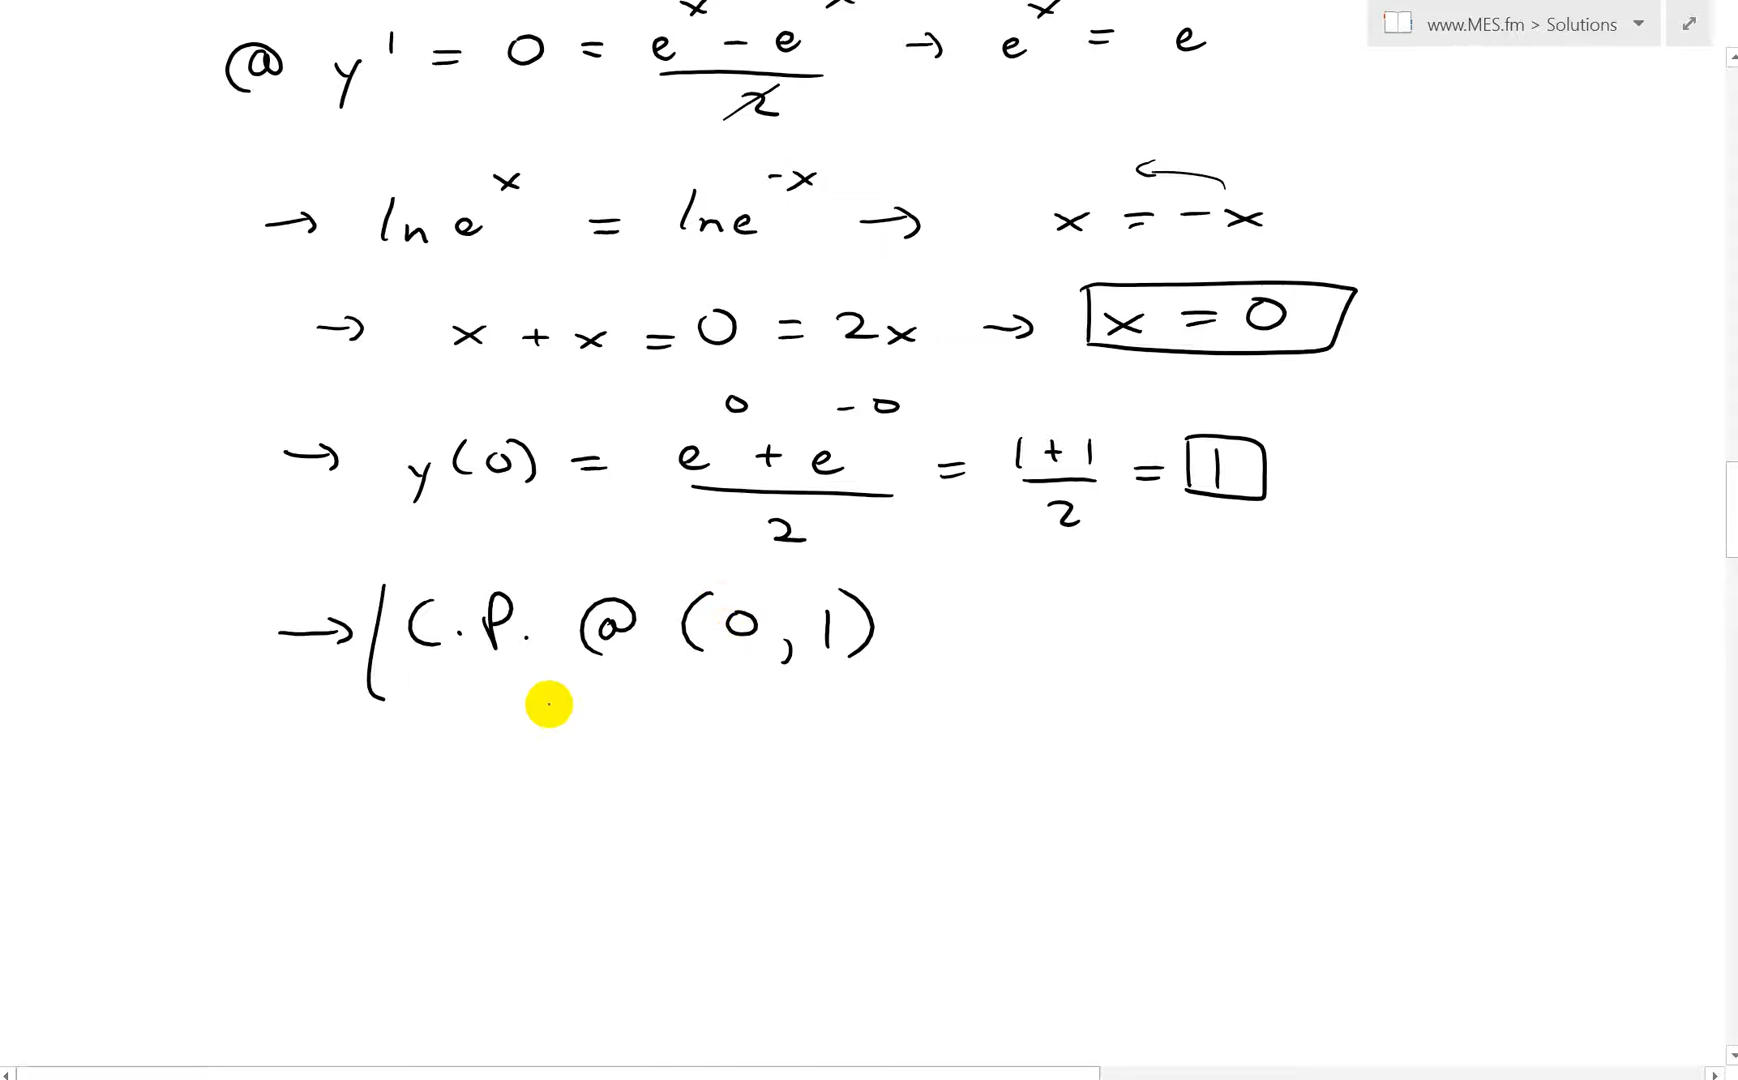 www.MES.fm > Solutions
@ y' = 0 = (e^x - e^-x)/2 → e^x = e
→ ln e^x = ln e^-x → x = -x
→ x + x = 0 = 2x → x = 0
→ y(0) = (e^0 + e^-0)/2 = (1 + 1)/2 = 1
→ C.P. @ (0, 1)